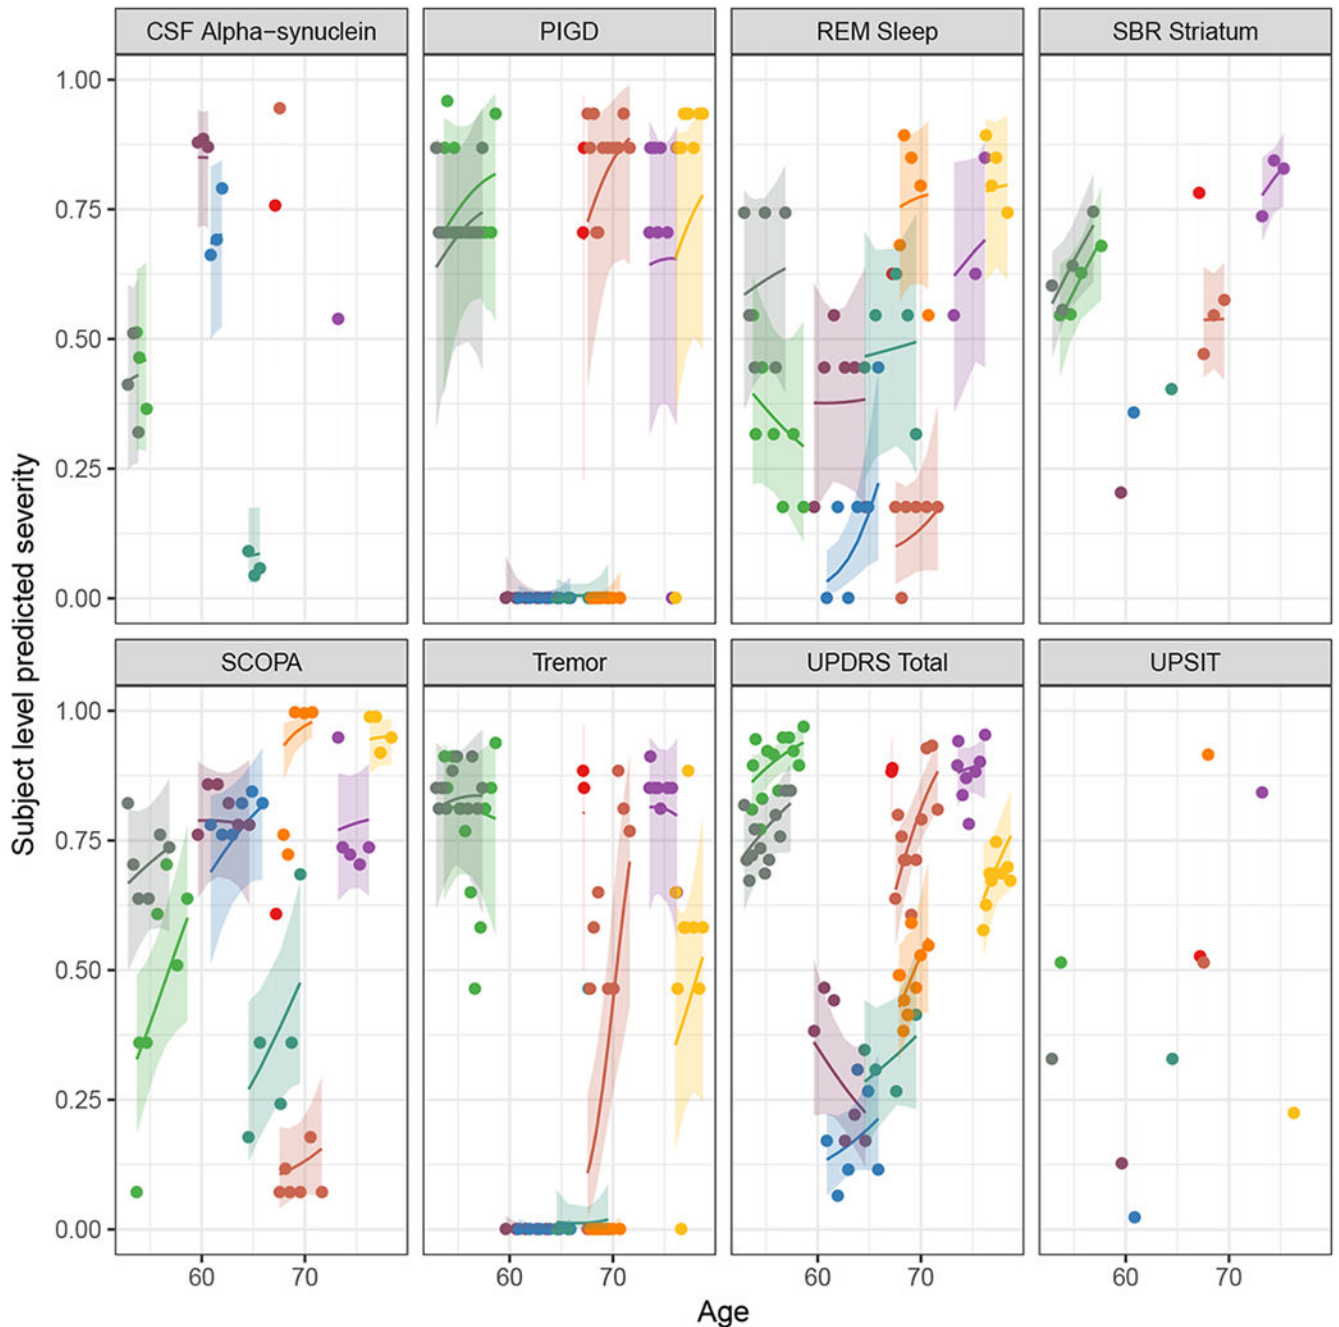 CSF Alpha−synuclein PIGD REM Sleep SBR Striatum
1.00
0.75
0.50
0.25
0.00
SCOPA Tremor UPDRS Total UPSIT
1.00
0.75
0.50
0.25
0.00
60 70 60 70 60 70 60 70
Age
Subject level predicted severity